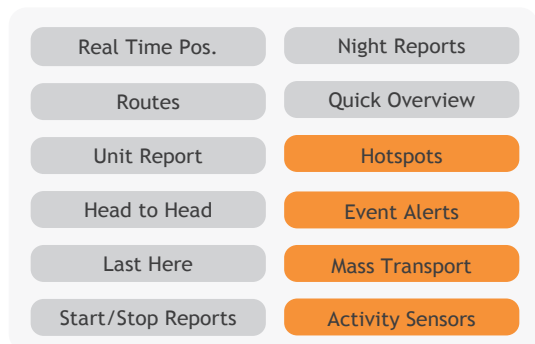 Real Time Pos.
Night Reports
Routes
Quick Overview
Unit Report
Hotspots
Head to Head
Event Alerts
Last Here
Mass Transport
Start/Stop Reports
Activity Sensors